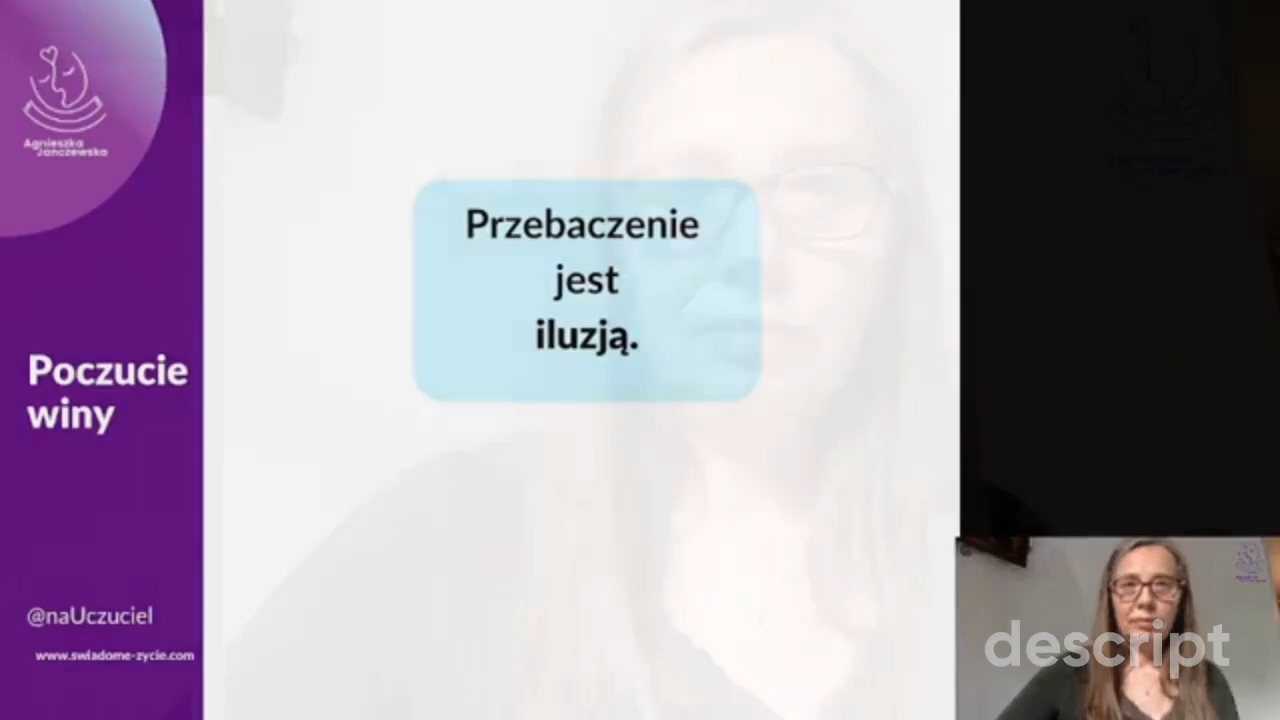 Agnieszka
Janczewska
Poczucie
winy
@naUczuciel
www.swiadome-zycie.com
Przebaczenie
jest
iluzją.
descript